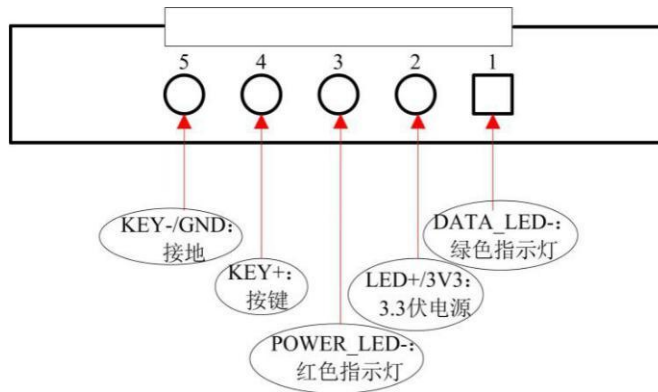 5 4 3 2 1
KEY-/GND:
接地
KEY+:
按键
POWER_LED-:
红色指示灯
LED+/3V3:
3.3伏电源
DATA_LED-:
绿色指示灯